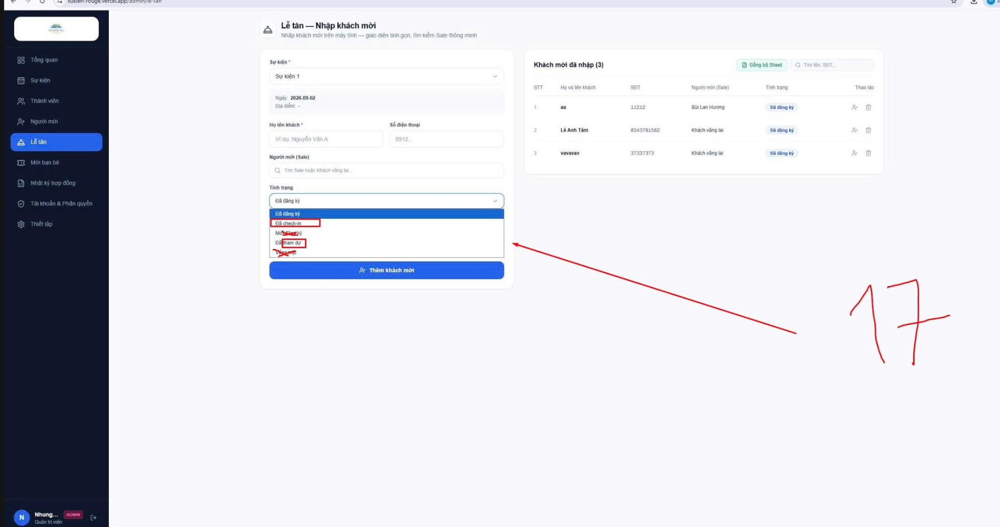 sukien-rouge.vercel.app/admin/le-tan
Tổng quan
Sự kiện
Thành viên
Người mời
Lễ tân
Mời bạn bè
Nhật ký hợp đồng
Tài khoản & Phân quyền
Thiết lập
N
Nhung...
ADMIN
Quản trị viên
Lễ tân — Nhập khách mời
Nhập khách mời trên máy tính — giao diện tinh gọn, tìm kiếm Sale thông minh
Sự kiện *
Sự kiện 1
Ngày: 2026-09-02
Địa điểm: -
Họ tên khách * Số điện thoại
Ví dụ: Nguyễn Văn A 0912...
Người mời (Sale)
Tìm Sale hoặc Khách vãng lai...
Tình trạng
Đã đăng ký
Đã đăng ký
Đã check-in
Mới đăng ký
Đã tham dự
Vắng mặt
Thêm khách mời
Khách mời đã nhập (3) Đồng bộ Sheet Tìm tên, SĐT...
STT Họ và tên khách SĐT Người mời (Sale) Tình trạng Thao tác
1 aa 11212 Bùi Lan Hương Đã đăng ký
2 Lê Anh Tâm 0343781582 Khách vãng lai Đã đăng ký
3 vavavav 37337373 Khách vãng lai Đã đăng ký
17